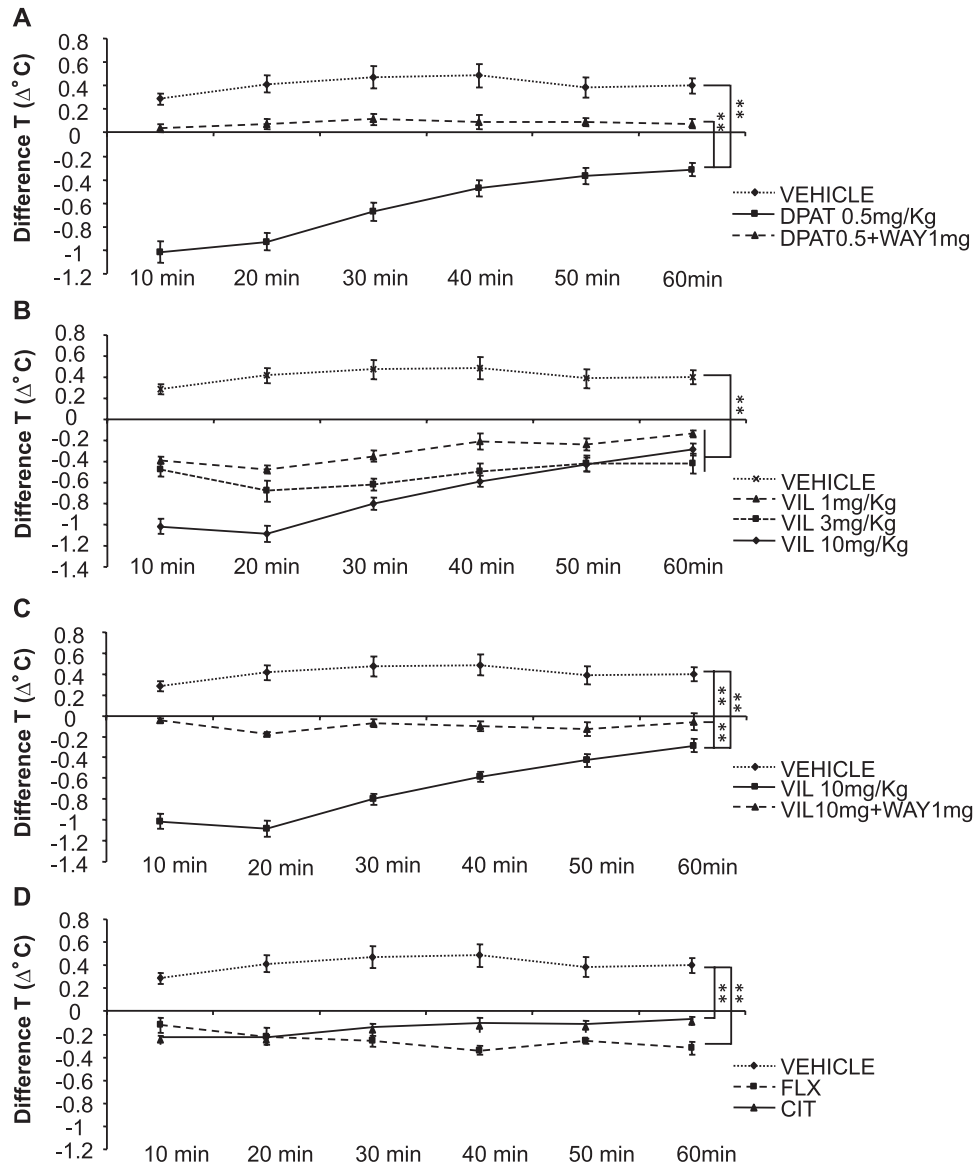 A
Difference T (Δ° C)
0.8
0.6
0.4
0.2
0
-0.2
-0.4
-0.6
-0.8
-1
-1.2
10 min 20 min 30 min 40 min 50 min 60min
**
**
VEHICLE
DPAT 0.5mg/Kg
DPAT0.5+WAY1mg
B
Difference T (Δ° C)
0.8
0.6
0.4
0.2
0
-0.2
-0.4
-0.6
-0.8
-1
-1.2
-1.4
10 min 20 min 30 min 40 min 50 min 60min
**
VEHICLE
VIL 1mg/Kg
VIL 3mg/Kg
VIL 10mg/Kg
C
Difference T (Δ° C)
0.8
0.6
0.4
0.2
0
-0.2
-0.4
-0.6
-0.8
-1
-1.2
-1.4
10 min 20 min 30 min 40 min 50 min 60min
**
**
**
VEHICLE
VIL 10mg/Kg
VIL10mg+WAY1mg
D
Difference T (Δ° C)
0.8
0.6
0.4
0.2
0
-0.2
-0.4
-0.6
-0.8
-1
-1.2
10 min 20 min 30 min 40 min 50 min 60min
**
**
VEHICLE
FLX
CIT